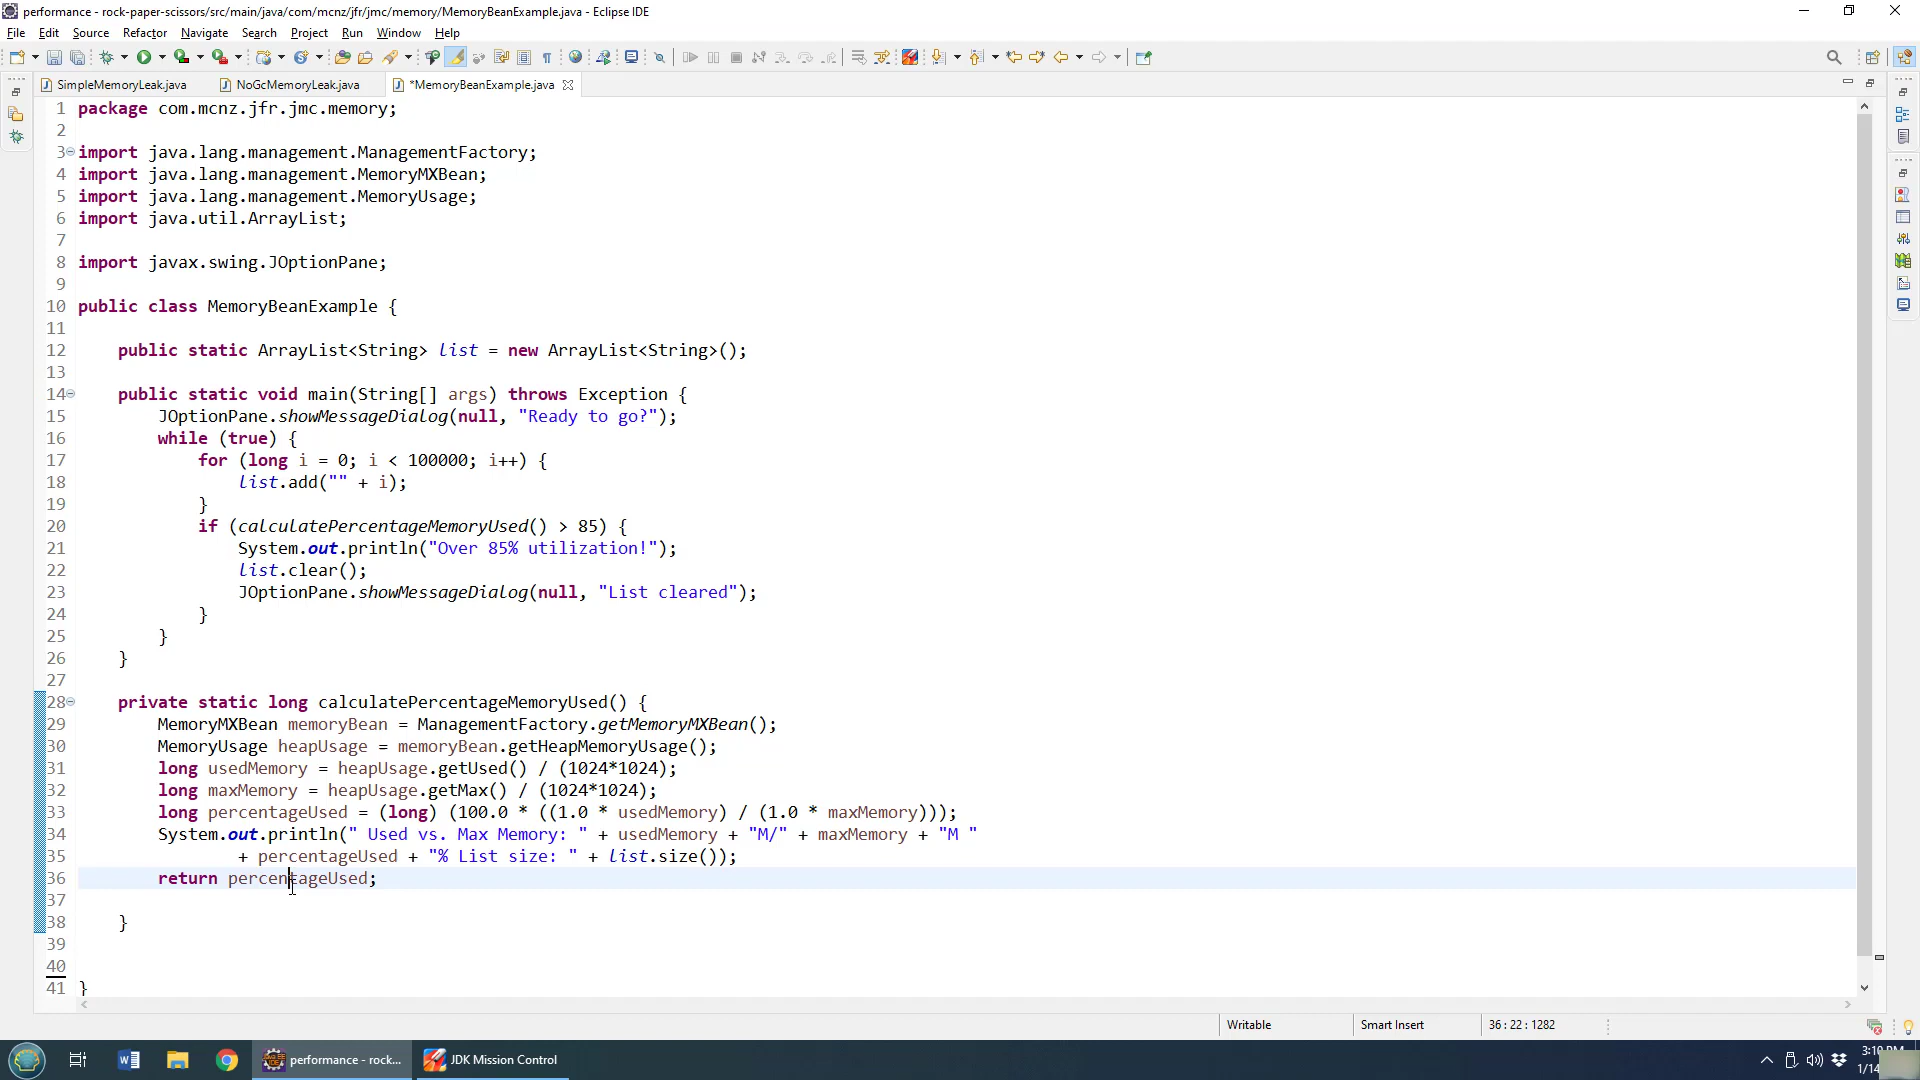 performance - rock-paper-scissors/src/main/java/com/mcnz/jfr/jmc/memory/MemoryBeanExample.java - Eclipse IDE
File Edit Source Refactor Navigate Search Project Run Window Help
SimpleMemoryLeak.java NoGcMemoryLeak.java *MemoryBeanExample.java
1 package com.mcnz.jfr.jmc.memory;
2
3 import java.lang.management.ManagementFactory;
4 import java.lang.management.MemoryMXBean;
5 import java.lang.management.MemoryUsage;
6 import java.util.ArrayList;
7
8 import javax.swing.JOptionPane;
9
10 public class MemoryBeanExample {
11
12     public static ArrayList<String> list = new ArrayList<String>();
13
14     public static void main(String[] args) throws Exception {
15         JOptionPane.showMessageDialog(null, "Ready to go?");
16         while (true) {
17             for (long i = 0; i < 100000; i++) {
18                 list.add("" + i);
19             }
20             if (calculatePercentageMemoryUsed() > 85) {
21                 System.out.println("Over 85% utilization!");
22                 list.clear();
23                 JOptionPane.showMessageDialog(null, "List cleared");
24             }
25         }
26     }
27
28     private static long calculatePercentageMemoryUsed() {
29         MemoryMXBean memoryBean = ManagementFactory.getMemoryMXBean();
30         MemoryUsage heapUsage = memoryBean.getHeapMemoryUsage();
31         long usedMemory = heapUsage.getUsed() / (1024*1024);
32         long maxMemory = heapUsage.getMax() / (1024*1024);
33         long percentageUsed = (long) (100.0 * ((1.0 * usedMemory) / (1.0 * maxMemory)));
34         System.out.println(" Used vs. Max Memory: " + usedMemory + "M/" + maxMemory + "M "
35                 + percentageUsed + "% List size: " + list.size());
36         return percentageUsed;
37
38     }
39
40
41 }
Writable Smart Insert 36 : 22 : 1282
performance - rock... JDK Mission Control